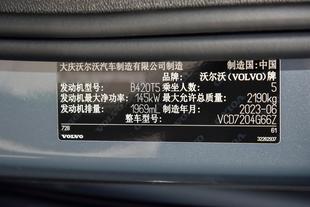 大庆沃尔沃汽车制造有限公司制造 制造国:中国
品牌: 沃尔沃(VOLVO)牌
发动机型号: B420T5 乘坐人数: 5
发动机最大净功率: 145kW 最大允许总质量: 2190kg
发动机排量: 1969mL 制造年月: 2023-06
整车型号: VCD7204G66Z
728 61
VOLVO 32262937